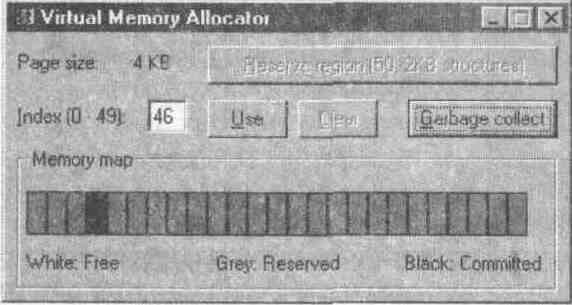 Virtual Memory Allocator
Page size: 4 KB Reserve region (50, 2KB structures)
Index (0 - 49): 46 Use Clear Garbage collect
Memory map
White: Free Grey: Reserved Black: Committed